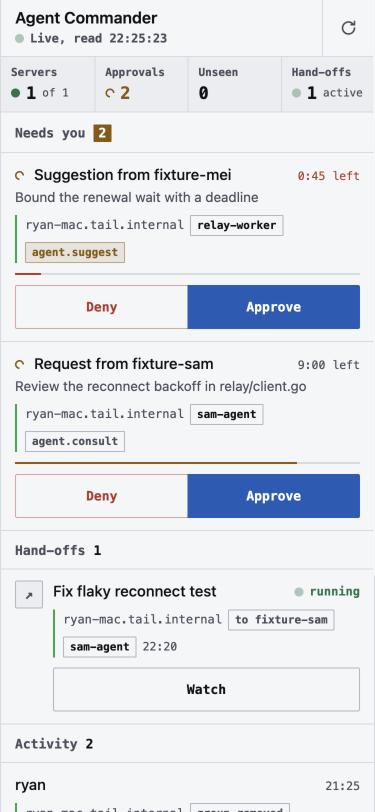 Agent Commander
Live, read 22:25:23
Servers
1 of 1
Approvals
2
Unseen
0
Hand-offs
1 active
Needs you 2
Suggestion from fixture-mei 0:45 left
Bound the renewal wait with a deadline
ryan-mac.tail.internal relay-worker
agent.suggest
Deny Approve
Request from fixture-sam 9:00 left
Review the reconnect backoff in relay/client.go
ryan-mac.tail.internal sam-agent
agent.consult
Deny Approve
Hand-offs 1
Fix flaky reconnect test running
ryan-mac.tail.internal to fixture-sam
sam-agent 22:20
Watch
Activity 2
ryan 21:25